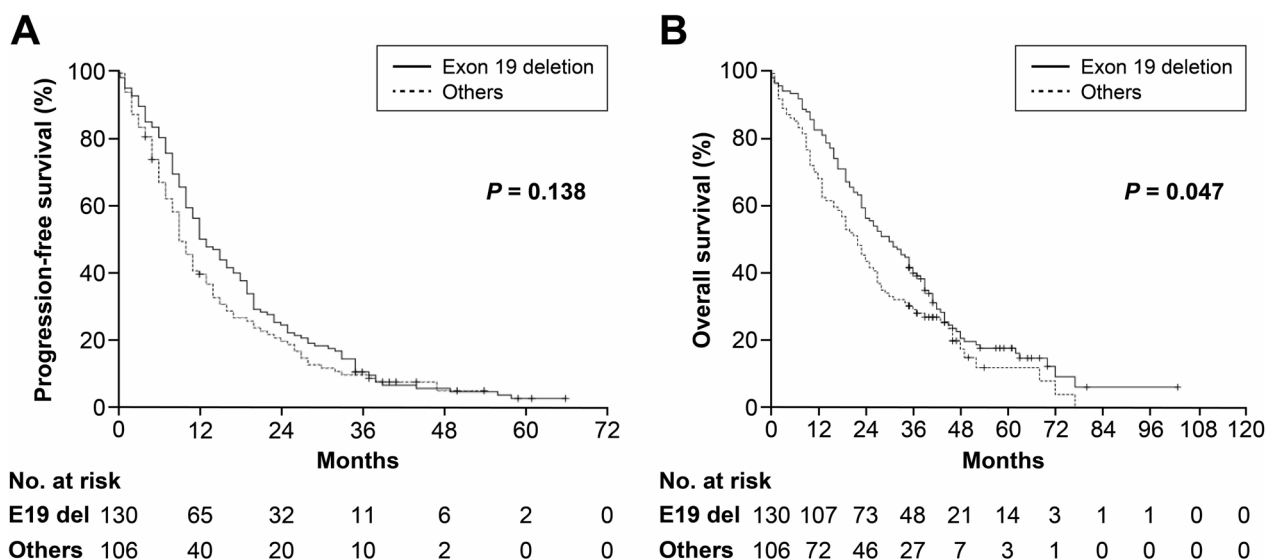 A
Progression-free survival (%)
100
80
60
40
20
0
Exon 19 deletion
Others
P = 0.138
0 12 24 36 48 60 72
Months
No. at risk
E19 del 130 65 32 11 6 2 0
Others 106 40 20 10 2 0 0
B
Overall survival (%)
100
80
60
40
20
0
Exon 19 deletion
Others
P = 0.047
0 12 24 36 48 60 72 84 96 108 120
Months
No. at risk
E19 del 130 107 73 48 21 14 3 1 1 0 0
Others 106 72 46 27 7 3 1 0 0 0 0